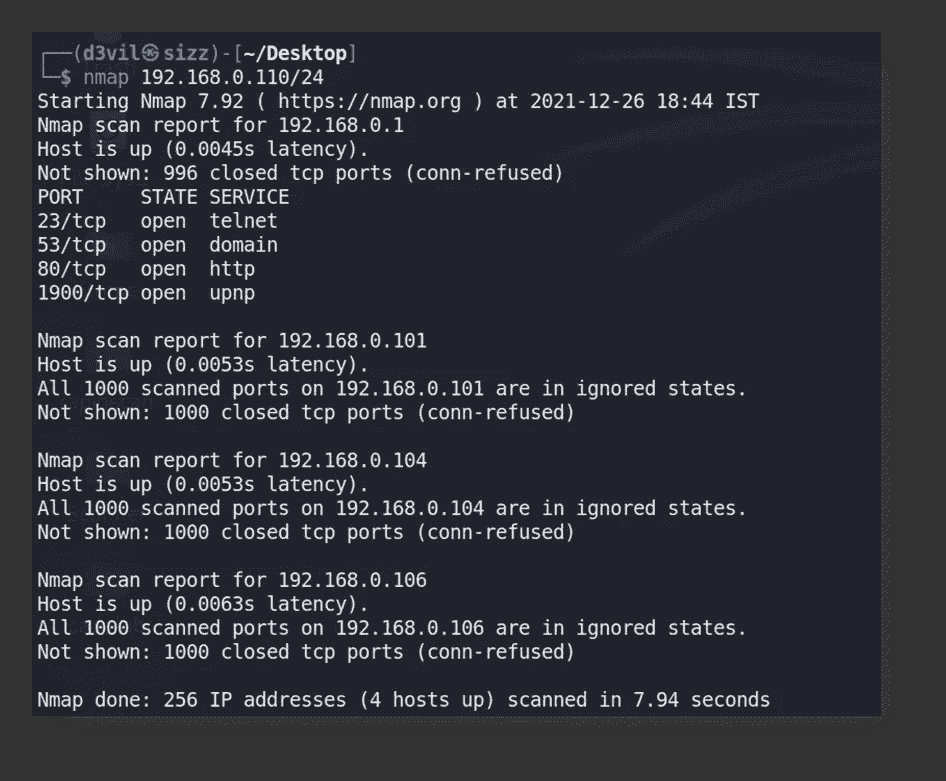 ┌──(d3vil㉿sizz)-[~/Desktop]
└─$ nmap 192.168.0.110/24
Starting Nmap 7.92 ( https://nmap.org ) at 2021-12-26 18:44 IST
Nmap scan report for 192.168.0.1
Host is up (0.0045s latency).
Not shown: 996 closed tcp ports (conn-refused)
PORT     STATE SERVICE
23/tcp   open  telnet
53/tcp   open  domain
80/tcp   open  http
1900/tcp open  upnp

Nmap scan report for 192.168.0.101
Host is up (0.0053s latency).
All 1000 scanned ports on 192.168.0.101 are in ignored states.
Not shown: 1000 closed tcp ports (conn-refused)

Nmap scan report for 192.168.0.104
Host is up (0.0053s latency).
All 1000 scanned ports on 192.168.0.104 are in ignored states.
Not shown: 1000 closed tcp ports (conn-refused)

Nmap scan report for 192.168.0.106
Host is up (0.0063s latency).
All 1000 scanned ports on 192.168.0.106 are in ignored states.
Not shown: 1000 closed tcp ports (conn-refused)

Nmap done: 256 IP addresses (4 hosts up) scanned in 7.94 seconds